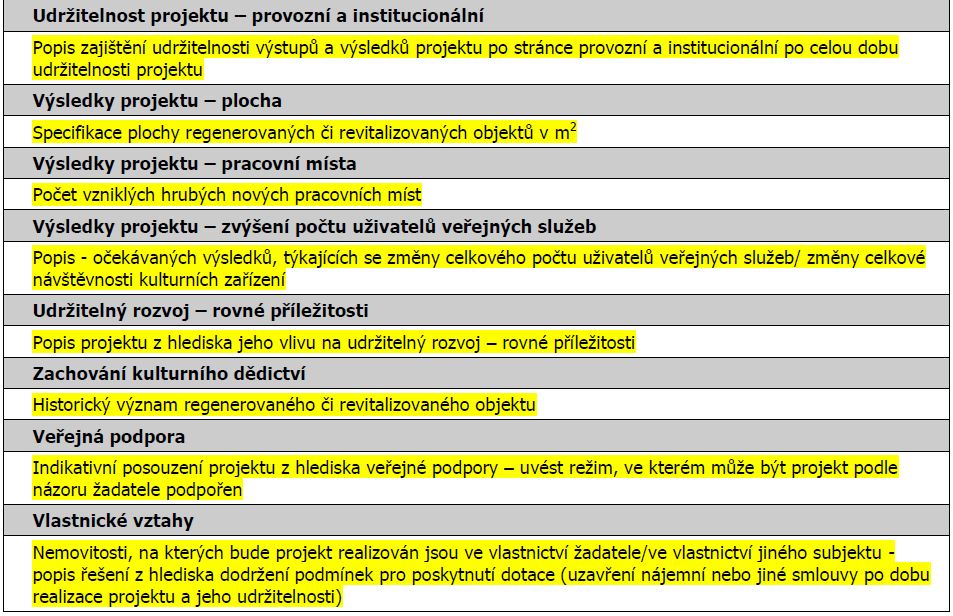 Udržitelnost projektu – provozní a institucionální
Popis zajištění udržitelnosti výstupů a výsledků projektu po stránce provozní a institucionální po celou dobu
udržitelnosti projektu
Výsledky projektu – plocha
Specifikace plochy regenerovaných či revitalizovaných objektů v m²
Výsledky projektu – pracovní místa
Počet vzniklých hrubých nových pracovních míst
Výsledky projektu – zvýšení počtu uživatelů veřejných služeb
Popis - očekávaných výsledků, týkajících se změny celkového počtu uživatelů veřejných služeb/ změny celkové
návštěvnosti kulturních zařízení
Udržitelný rozvoj – rovné příležitosti
Popis projektu z hlediska jeho vlivu na udržitelný rozvoj – rovné příležitosti
Zachování kulturního dědictví
Historický význam regenerovaného či revitalizovaného objektu
Veřejná podpora
Indikativní posouzení projektu z hlediska veřejné podpory – uvést režim, ve kterém může být projekt podle
názoru žadatele podpořen
Vlastnické vztahy
Nemovitosti, na kterých bude projekt realizován jsou ve vlastnictví žadatele/ve vlastnictví jiného subjektu -
popis řešení z hlediska dodržení podmínek pro poskytnutí dotace (uzavření nájemní nebo jiné smlouvy po dobu
realizace projektu a jeho udržitelnosti)